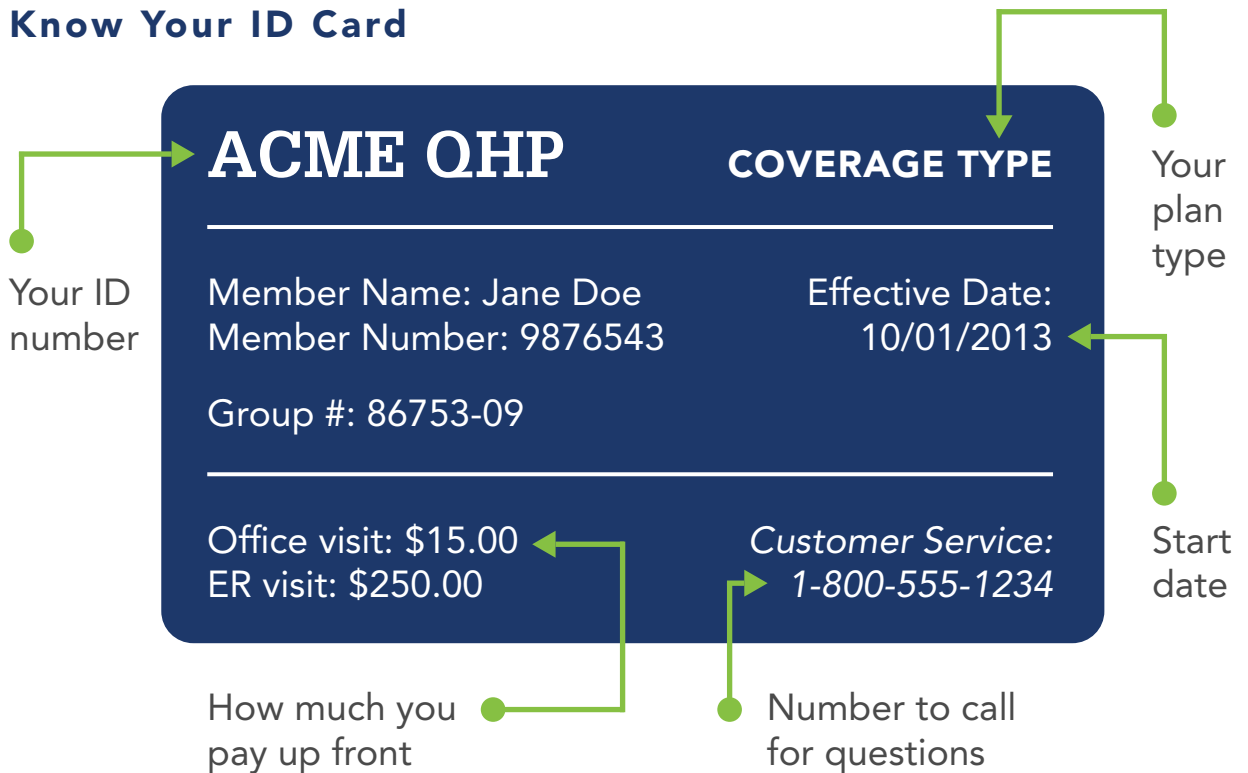 Know Your ID Card
ACME QHP
COVERAGE TYPE
Your
plan
type
Your ID
number
Member Name: Jane Doe
Member Number: 9876543
Effective Date:
10/01/2013
Group #: 86753-09
Office visit: $15.00
ER visit: $250.00
Customer Service:
1-800-555-1234
Start
date
How much you
pay up front
Number to call
for questions